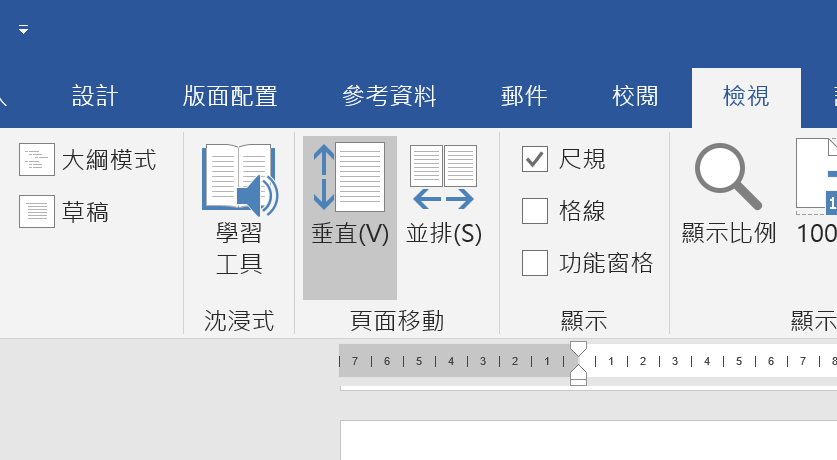 設計 版面配置 參考資料 郵件 校閱 檢視
大綱模式
草稿
學習
工具
沈浸式
垂直(V) 並排(S)
頁面移動
尺規
格線
功能窗格
顯示
顯示比例 100
顯示
7 6 5 4 3 2 1 1 2 3 4 5 6 7 8